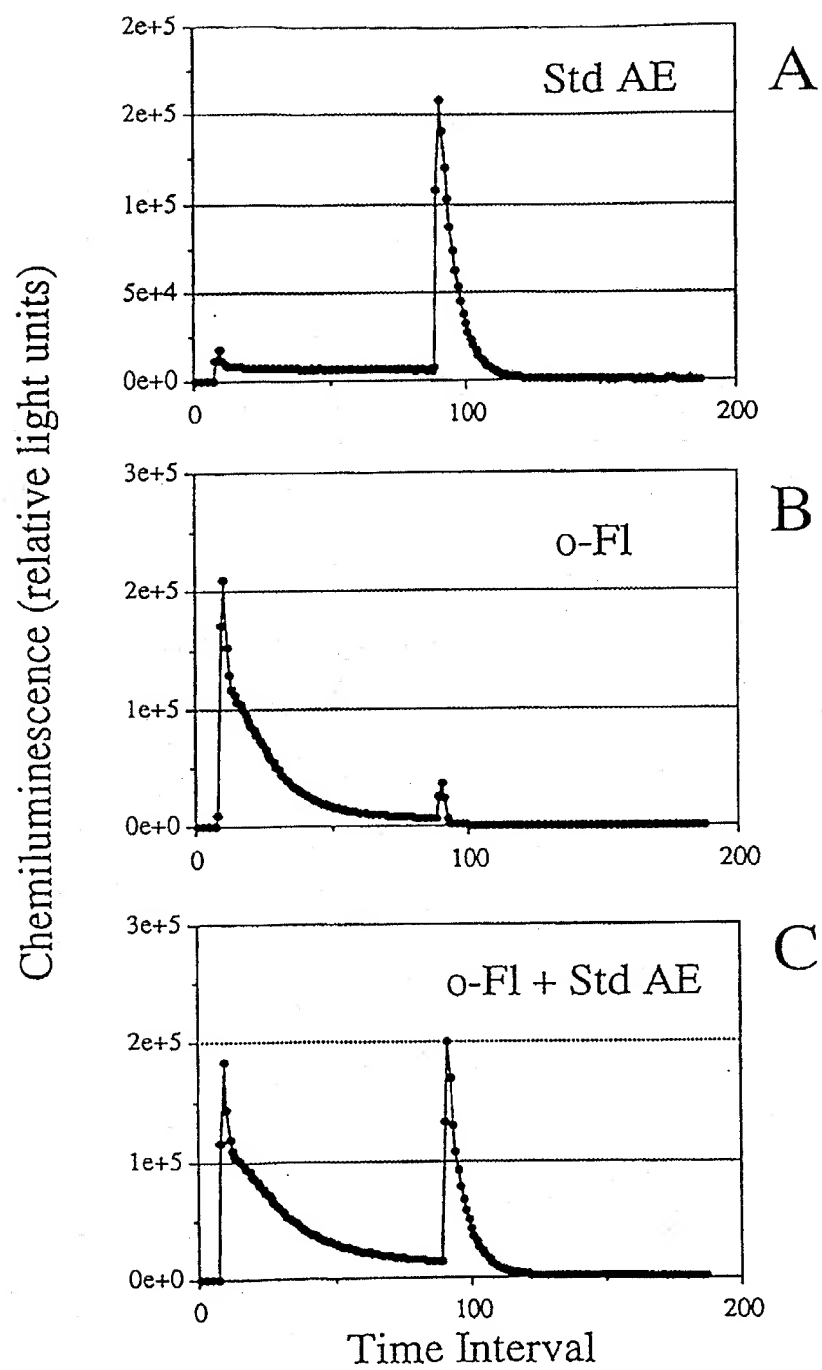 Chemiluminescence (relative light units)
A
Std AE
2e+5
2e+5
1e+5
5e+4
0e+0
0
100
200
B
o-Fl
3e+5
2e+5
1e+5
0e+0
0
100
200
C
o-Fl + Std AE
3e+5
2e+5
1e+5
0e+0
0
100
200
Time Interval